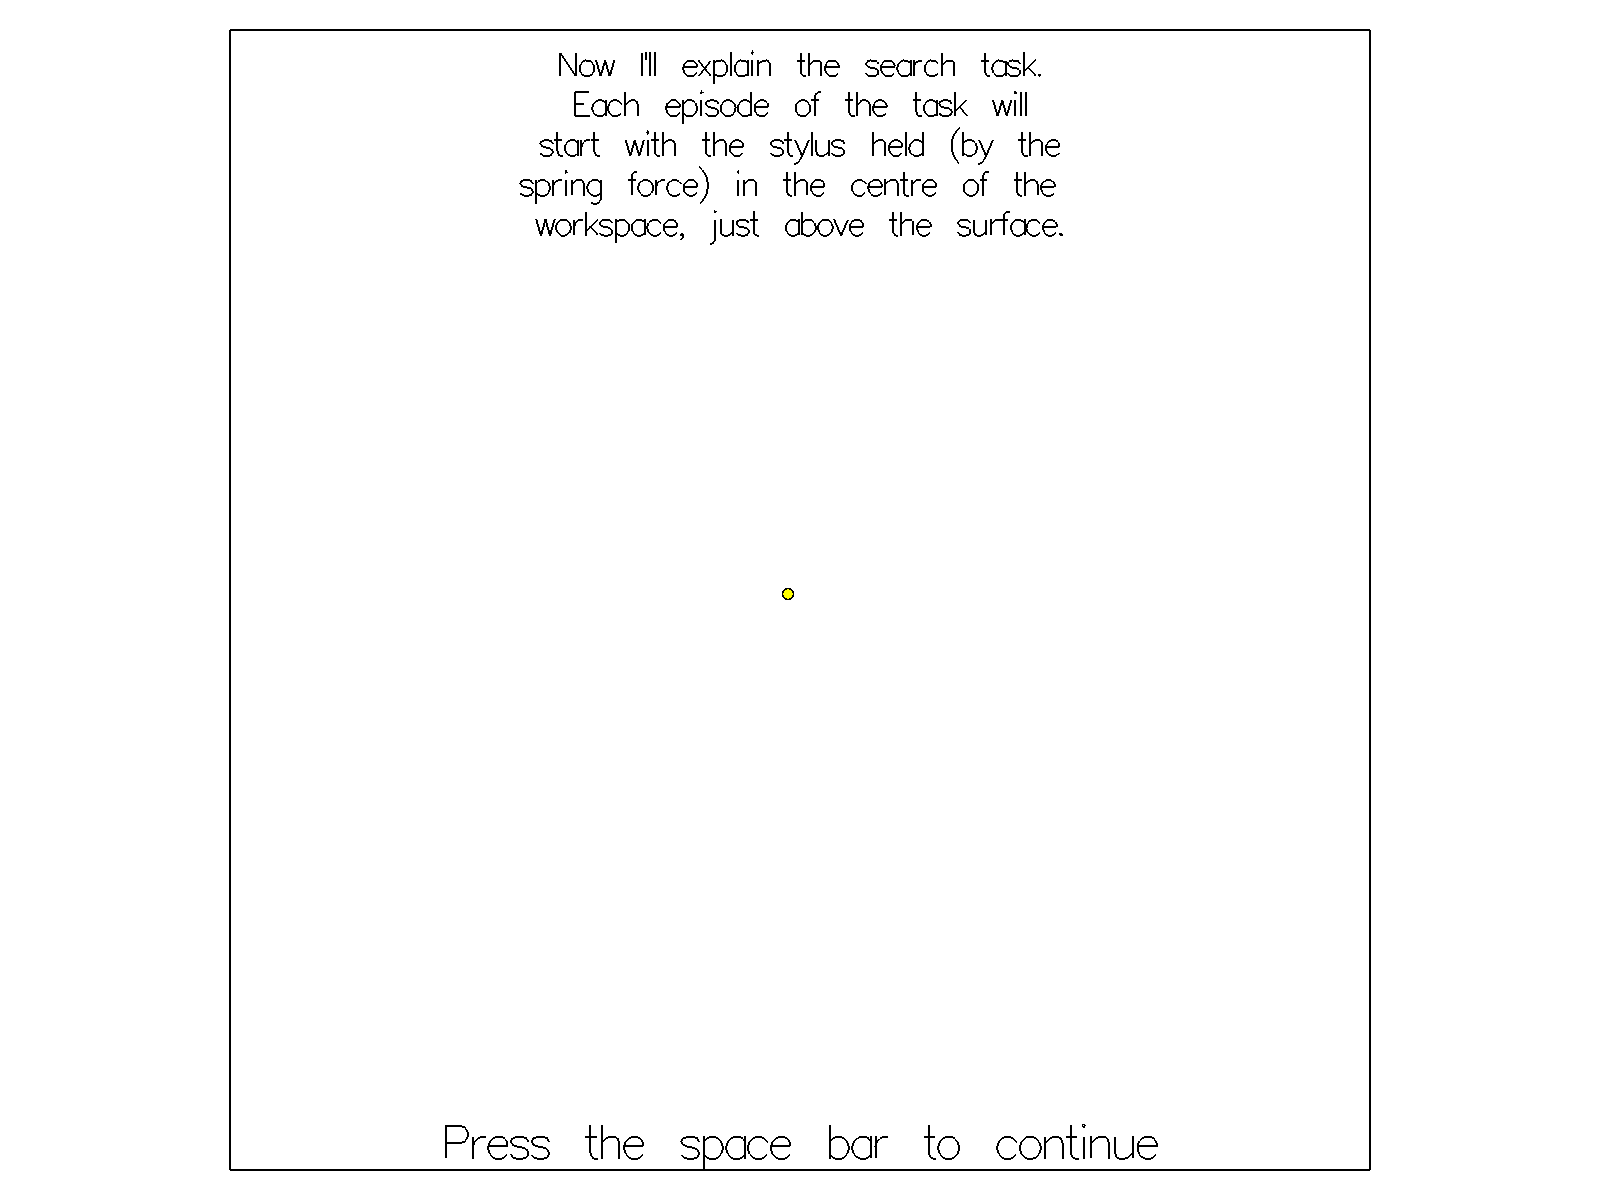 Now I'll explain the search task.
Each episode of the task will
start with the stylus held (by the
spring force) in the centre of the
workspace, just above the surface.
Press the space bar to continue